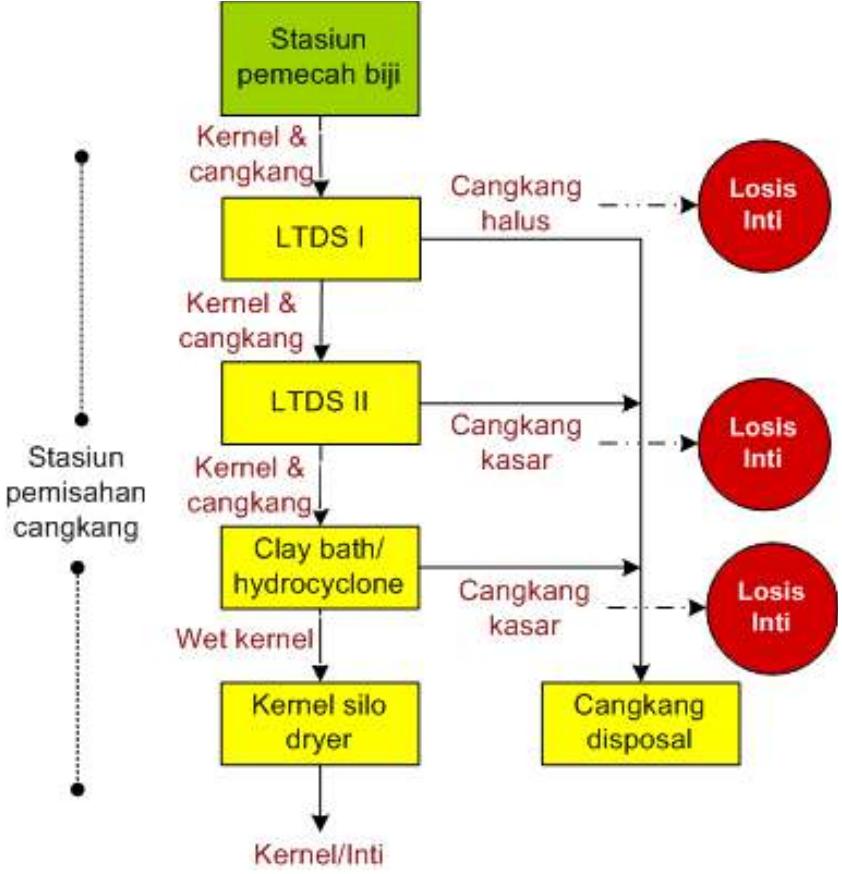 Stasiun
pemecah biji
Kernel &
cangkang
Cangkang
halus
Losis
Inti
LTDS I
Kernel &
cangkang
LTDS II
Cangkang
kasar
Losis
Inti
Stasiun
pemisahan
cangkang
Kernel &
cangkang
Clay bath/
hydrocyclone
Cangkang
kasar
Losis
Inti
Wet kernel
Kernel silo
dryer
Cangkang
disposal
Kernel/Inti